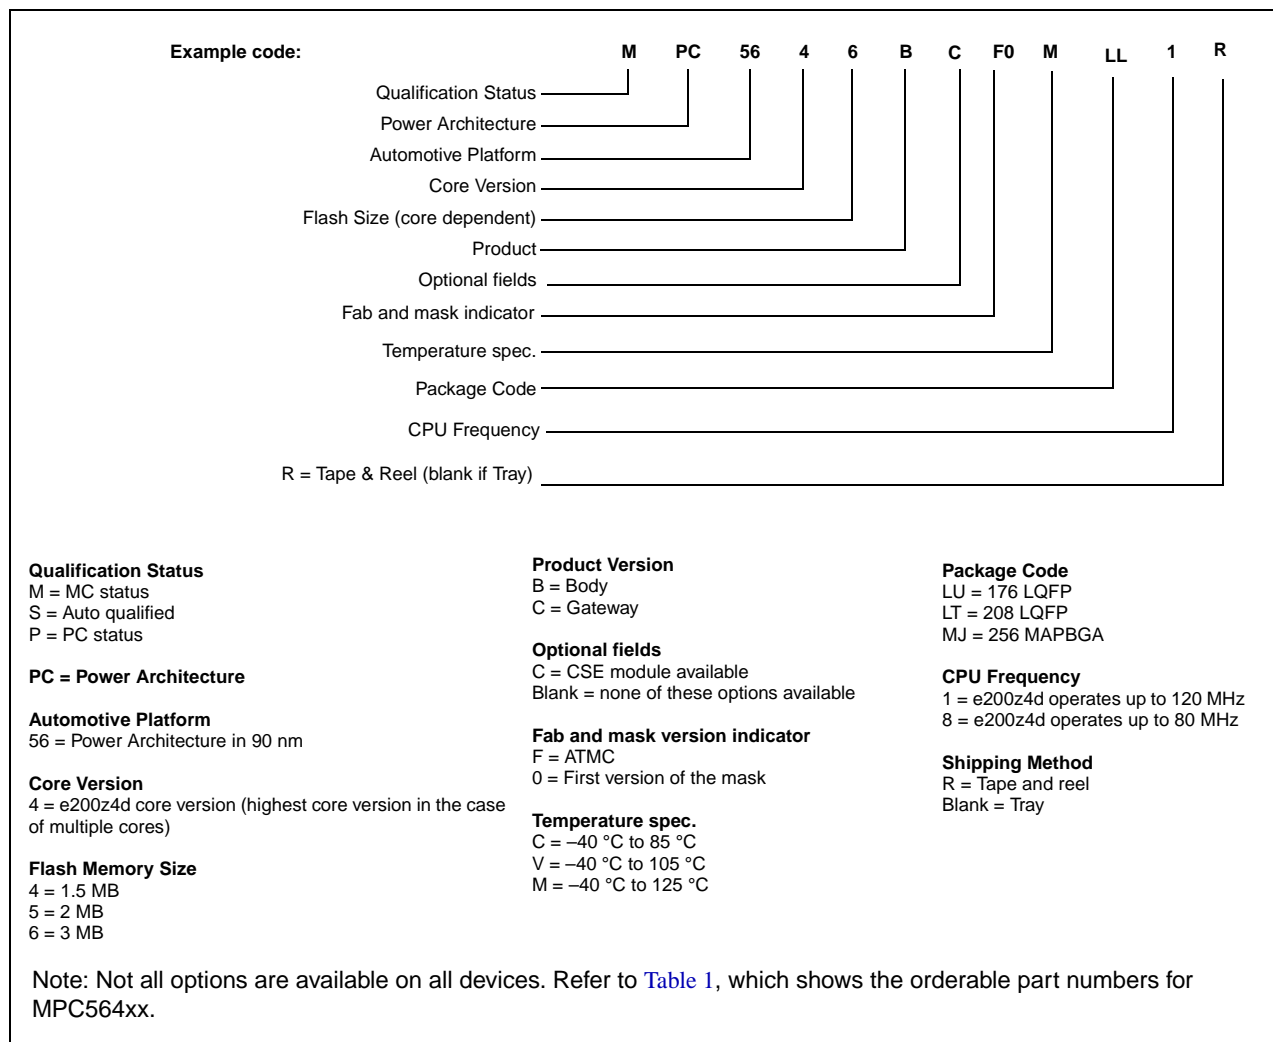 Example code: M PC 56 4 6 B C F0 M LL 1 R
Qualification Status
Power Architecture
Automotive Platform
Core Version
Flash Size (core dependent)
Product
Optional fields
Fab and mask indicator
Temperature spec.
Package Code
CPU Frequency
R = Tape & Reel (blank if Tray)
Qualification Status
M = MC status
S = Auto qualified
P = PC status
PC = Power Architecture
Automotive Platform
56 = Power Architecture in 90 nm
Core Version
4 = e200z4d core version (highest core version in the case
of multiple cores)
Flash Memory Size
4 = 1.5 MB
5 = 2 MB
6 = 3 MB
Product Version
B = Body
C = Gateway
Optional fields
C = CSE module available
Blank = none of these options available
Fab and mask version indicator
F = ATMC
0 = First version of the mask
Temperature spec.
C = –40 °C to 85 °C
V = –40 °C to 105 °C
M = –40 °C to 125 °C
Package Code
LU = 176 LQFP
LT = 208 LQFP
MJ = 256 MAPBGA
CPU Frequency
1 = e200z4d operates up to 120 MHz
8 = e200z4d operates up to 80 MHz
Shipping Method
R = Tape and reel
Blank = Tray
Note: Not all options are available on all devices. Refer to Table 1, which shows the orderable part numbers for
MPC564xx.